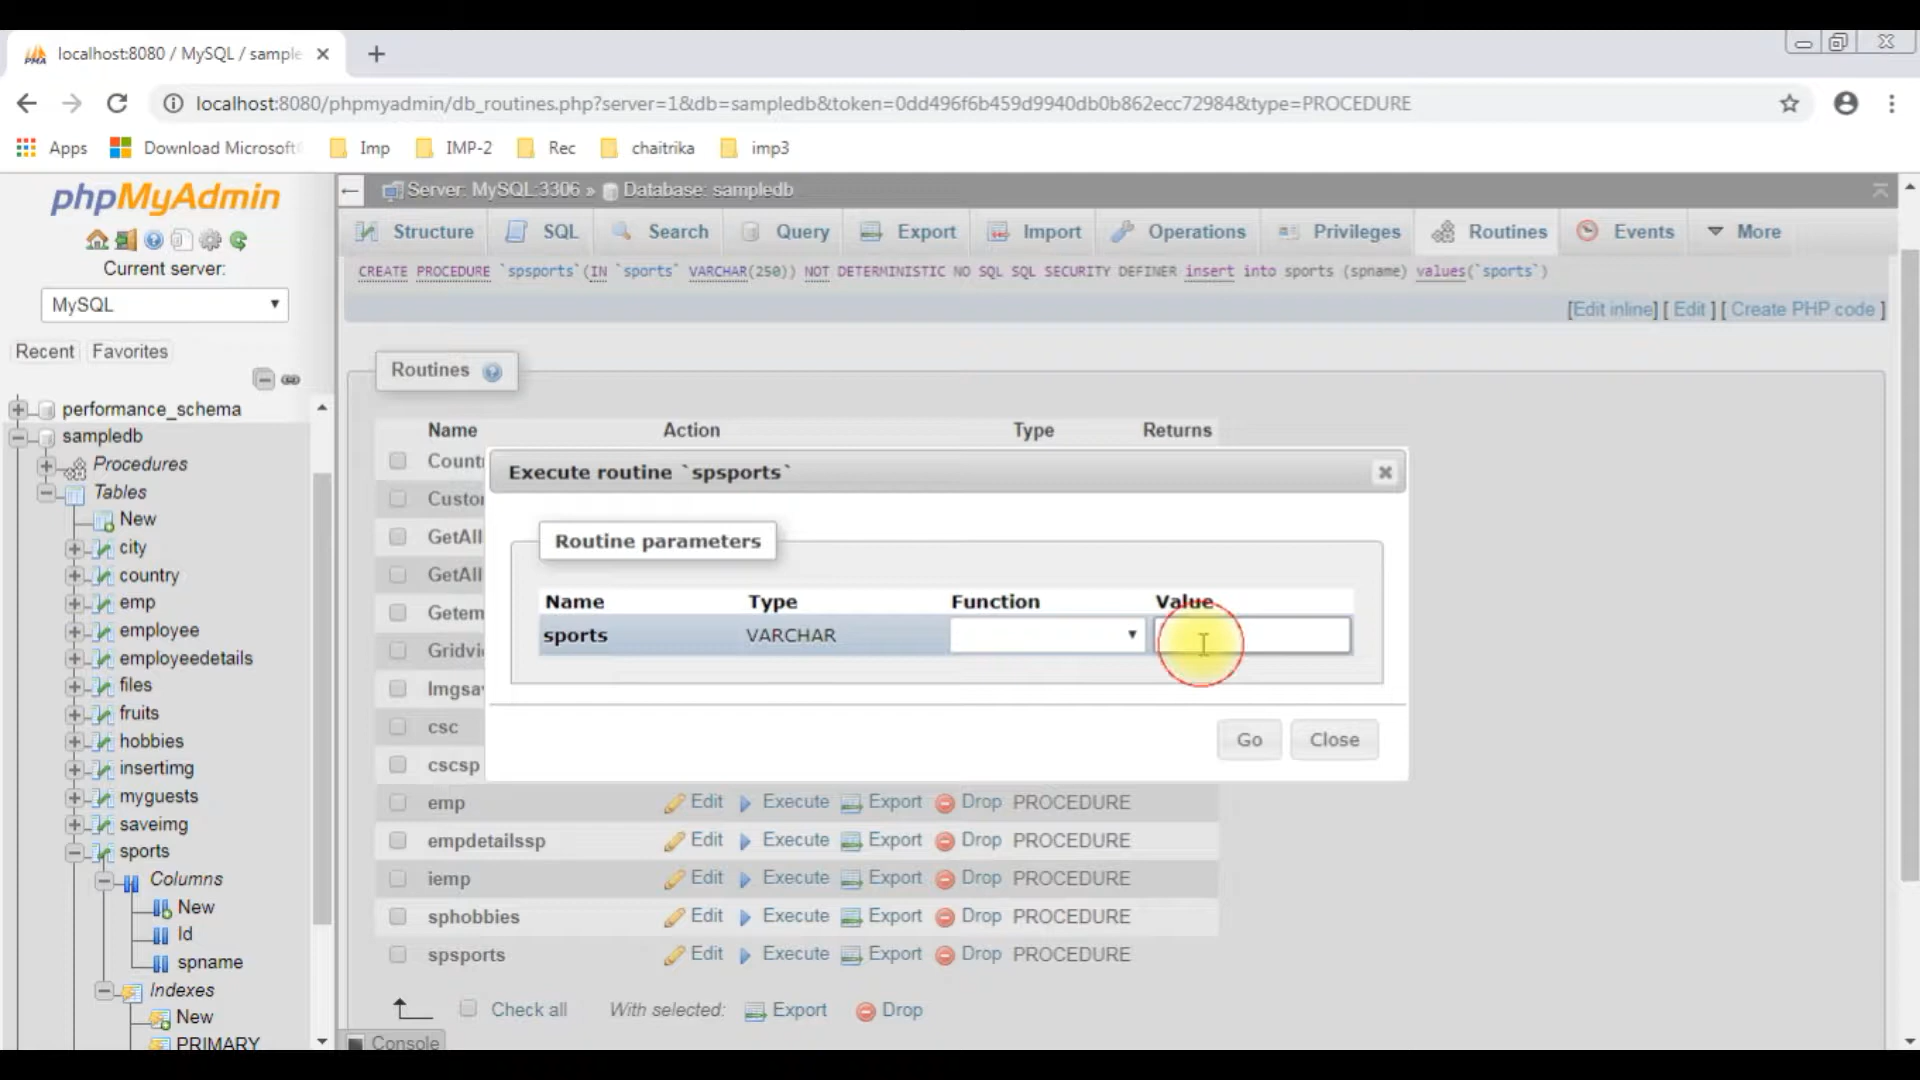 localhost:8080 / MySQL / sample
localhost:8080/phpmyadmin/db_routines.php?server=1&db=sampledb&token=0dd496f6b459d9940db0b862ecc72984&type=PROCEDURE
Apps Download Microsoft Imp IMP-2 Rec chaitrika imp3
phpMyAdmin
Current server:
MySQL
Recent Favorites
performance_schema
sampledb
Procedures
Tables
New
city
country
emp
employee
employeedetails
files
fruits
hobbies
insertimg
myguests
saveimg
sports
Columns
New
Id
spname
Indexes
New
PRIMARY
Server: MySQL:3306 » Database: sampledb
Structure SQL Search Query Export Import Operations Privileges Routines Events More
CREATE PROCEDURE `spsports`(IN `sports` VARCHAR(250)) NOT DETERMINISTIC NO SQL SQL SECURITY DEFINER insert into sports (spname) values(`sports`)
[Edit inline] [ Edit ] [ Create PHP code ]
Routines
Name Action Type Returns
Count
Custo
GetAll
GetAll
Getem
Gridvi
Imgsa
csc
cscsp
Execute routine `spsports`
Routine parameters
Name Type Function Value
sports VARCHAR
Go Close
emp Edit Execute Export Drop PROCEDURE
empdetailssp Edit Execute Export Drop PROCEDURE
iemp Edit Execute Export Drop PROCEDURE
sphobbies Edit Execute Export Drop PROCEDURE
spsports Edit Execute Export Drop PROCEDURE
Check all With selected: Export Drop
Console